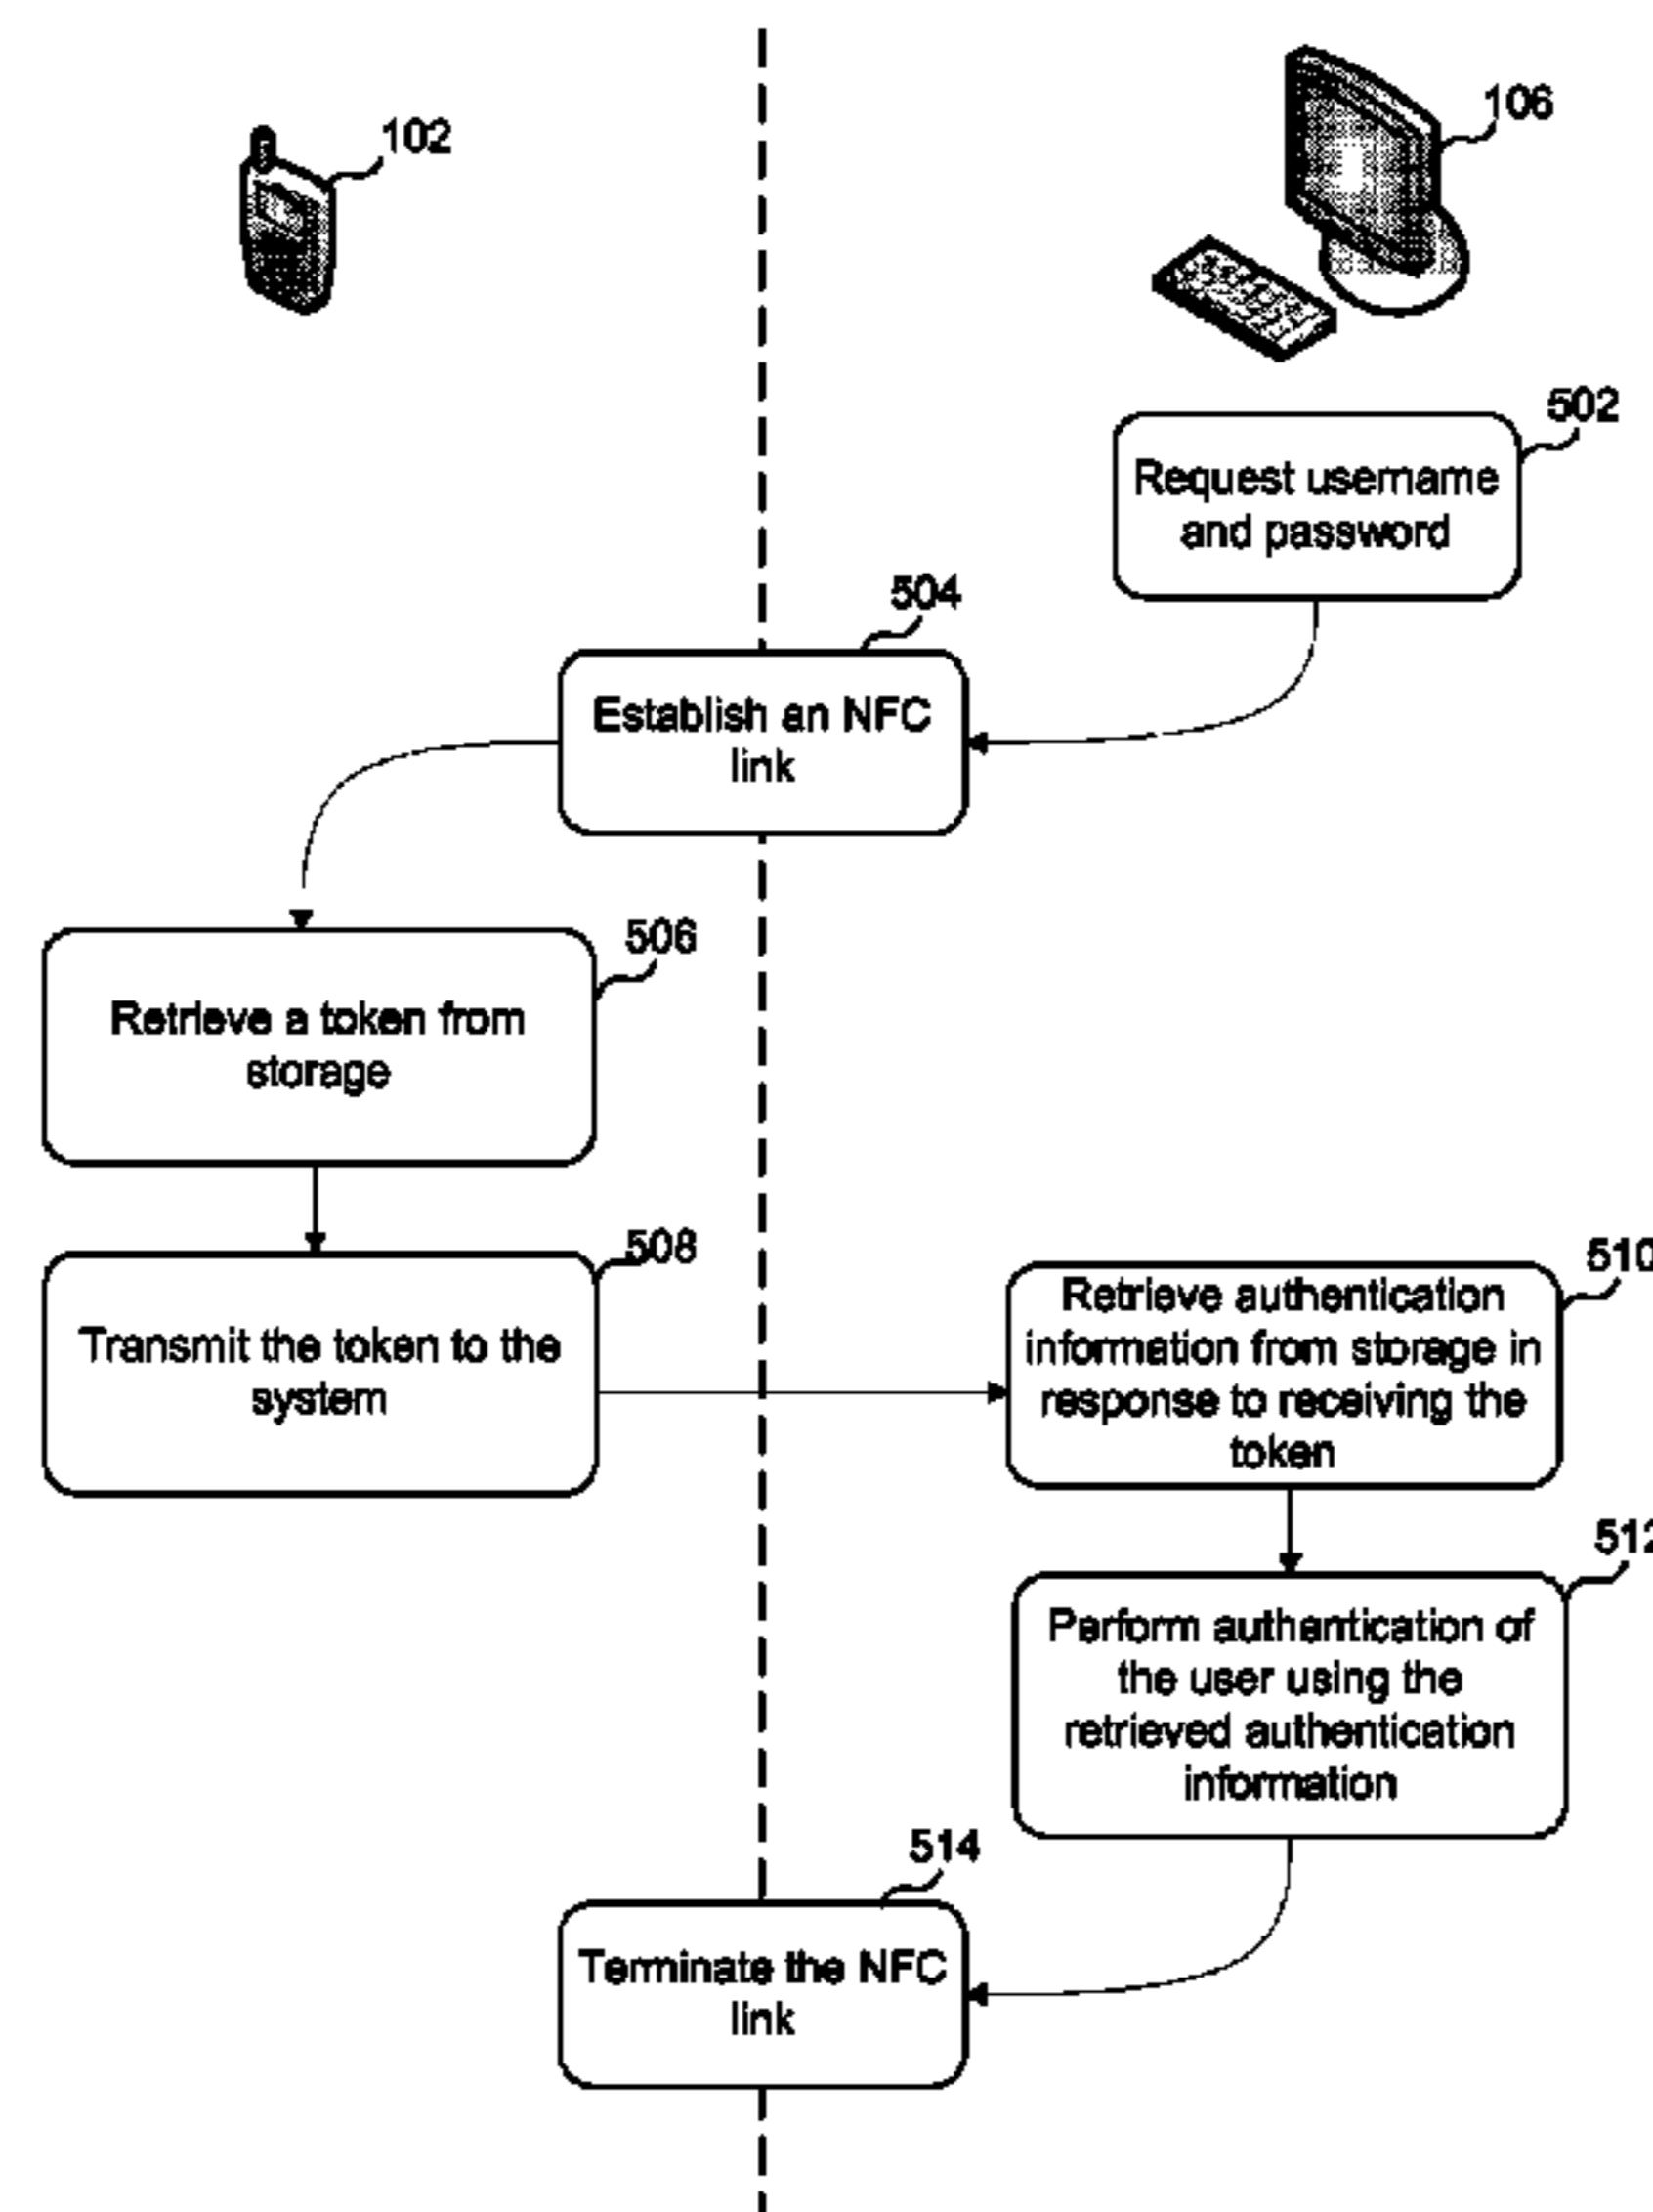 102
106
502
Request username
and password
504
Establish an NFC
link
506
Retrieve a token from
storage
508
Transmit the token to the
system
510
Retrieve authentication
information from storage in
response to receiving the
token
512
Perform authentication of
the user using the
retrieved authentication
information
514
Terminate the NFC
link